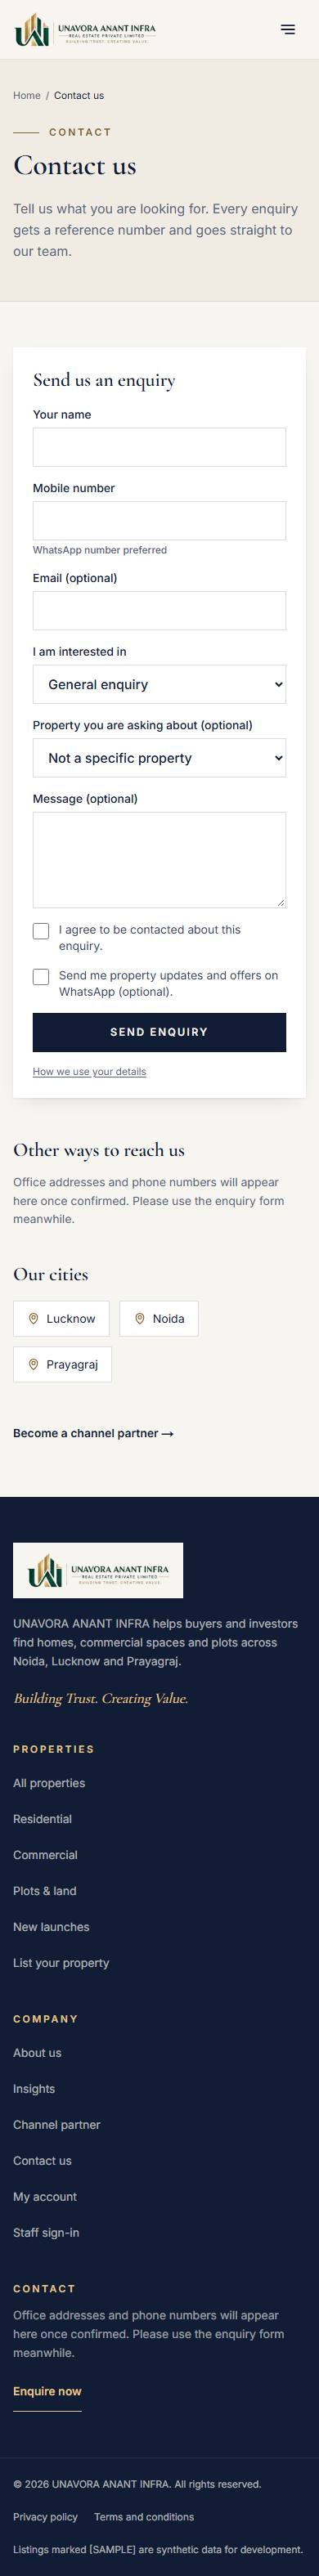 UNAVORA ANANT INFRA
REAL ESTATE PRIVATE LIMITED
BUILDING TRUST. CREATING VALUE.
Home / Contact us
CONTACT
Contact us
Tell us what you are looking for. Every enquiry
gets a reference number and goes straight to
our team.
Send us an enquiry
Your name
Mobile number
WhatsApp number preferred
Email (optional)
I am interested in
General enquiry
Property you are asking about (optional)
Not a specific property
Message (optional)
I agree to be contacted about this
enquiry.
Send me property updates and offers on
WhatsApp (optional).
SEND ENQUIRY
How we use your details
Other ways to reach us
Office addresses and phone numbers will appear
here once confirmed. Please use the enquiry form
meanwhile.
Our cities
Lucknow
Noida
Prayagraj
Become a channel partner →
UNAVORA ANANT INFRA
REAL ESTATE PRIVATE LIMITED
BUILDING TRUST. CREATING VALUE.
UNAVORA ANANT INFRA helps buyers and investors
find homes, commercial spaces and plots across
Noida, Lucknow and Prayagraj.
Building Trust. Creating Value.
PROPERTIES
All properties
Residential
Commercial
Plots & land
New launches
List your property
COMPANY
About us
Insights
Channel partner
Contact us
My account
Staff sign-in
CONTACT
Office addresses and phone numbers will appear
here once confirmed. Please use the enquiry form
meanwhile.
Enquire now
© 2026 UNAVORA ANANT INFRA. All rights reserved.
Privacy policy Terms and conditions
Listings marked [SAMPLE] are synthetic data for development.